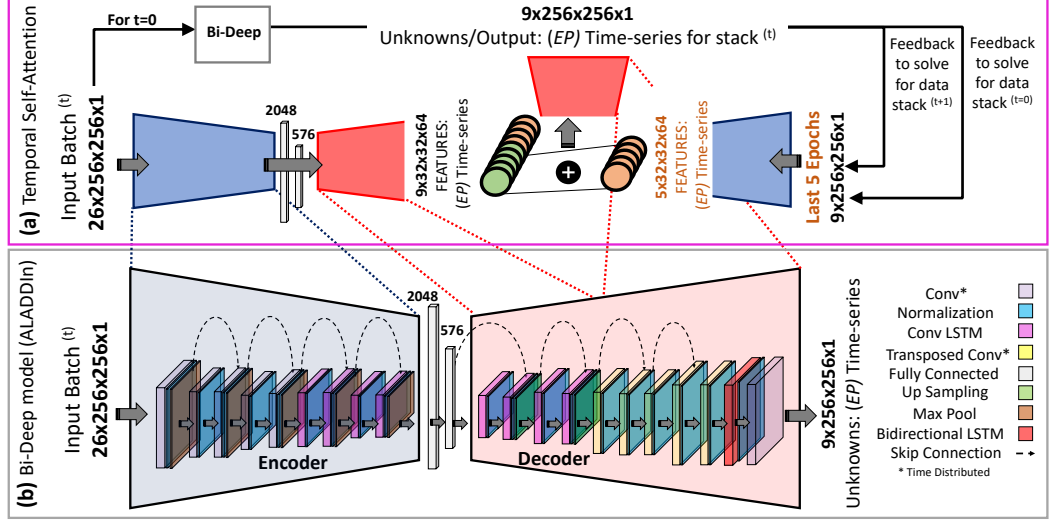 (a) Temporal Self-Attention
Input Batch (t)
26x256x256x1
For t=0
Bi-Deep
9x256x256x1
Unknowns/Output: (EP) Time-series for stack (t)
2048
576
9x32x32x64
FEATURES:
(EP) Time-series
+
5x32x32x64
FEATURES:
(EP) Time-series
Last 5 Epochs
9x256x256x1
Feedback
to solve
for data
stack (t+1)
Feedback
to solve
for data
stack (t=0)
(b) Bi-Deep model (ALADDIn)
Input Batch (t)
26x256x256x1
Encoder
2048
576
Decoder
9x256x256x1
Unknowns: (EP) Time-series
Conv*
Normalization
Conv LSTM
Transposed Conv*
Fully Connected
Up Sampling
Max Pool
Bidirectional LSTM
Skip Connection
* Time Distributed